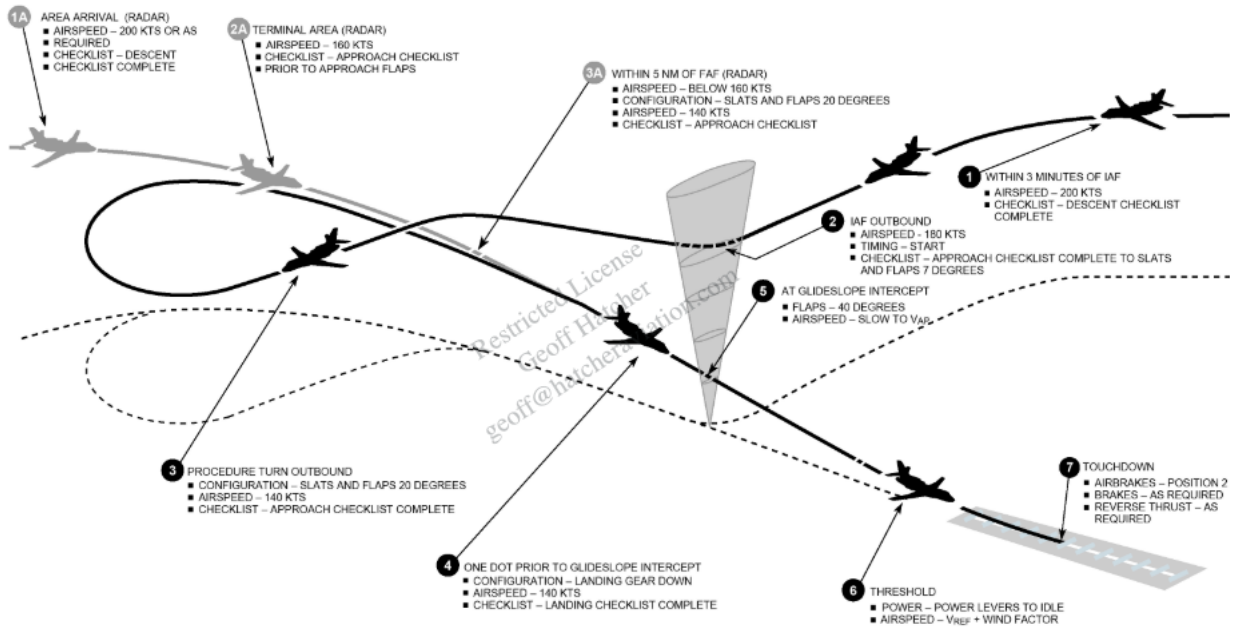 1A AREA ARRIVAL (RADAR)
■ AIRSPEED – 200 KTS OR AS
■ REQUIRED
■ CHECKLIST – DESCENT
■ CHECKLIST COMPLETE
2A TERMINAL AREA (RADAR)
■ AIRSPEED – 160 KTS
■ CHECKLIST – APPROACH CHECKLIST
■ PRIOR TO APPROACH FLAPS
3A WITHIN 5 NM OF FAF (RADAR)
■ AIRSPEED – BELOW 160 KTS
■ CONFIGURATION – SLATS AND FLAPS 20 DEGREES
■ AIRSPEED – 140 KTS
■ CHECKLIST – APPROACH CHECKLIST
1 WITHIN 3 MINUTES OF IAF
■ AIRSPEED – 200 KTS
■ CHECKLIST – DESCENT CHECKLIST
COMPLETE
2 IAF OUTBOUND
■ AIRSPEED - 180 KTS
■ TIMING – START
■ CHECKLIST – APPROACH CHECKLIST COMPLETE TO SLATS
AND FLAPS 7 DEGREES
5 AT GLIDESLOPE INTERCEPT
■ FLAPS – 40 DEGREES
■ AIRSPEED – SLOW TO VAP
Restricted License
Geoff Hatcher
3 PROCEDURE TURN OUTBOUND
■ CONFIGURATION – SLATS AND FLAPS 20 DEGREES
■ AIRSPEED – 140 KTS
■ CHECKLIST – APPROACH CHECKLIST COMPLETE
4 ONE DOT PRIOR TO GLIDESLOPE INTERCEPT
■ CONFIGURATION – LANDING GEAR DOWN
■ AIRSPEED – 140 KTS
■ CHECKLIST – LANDING CHECKLIST COMPLETE
7 TOUCHDOWN
■ AIRBRAKES – POSITION 2
■ BRAKES – AS REQUIRED
■ REVERSE THRUST – AS
REQUIRED
6 THRESHOLD
■ POWER – POWER LEVERS TO IDLE
■ AIRSPEED – VREF + WIND FACTOR